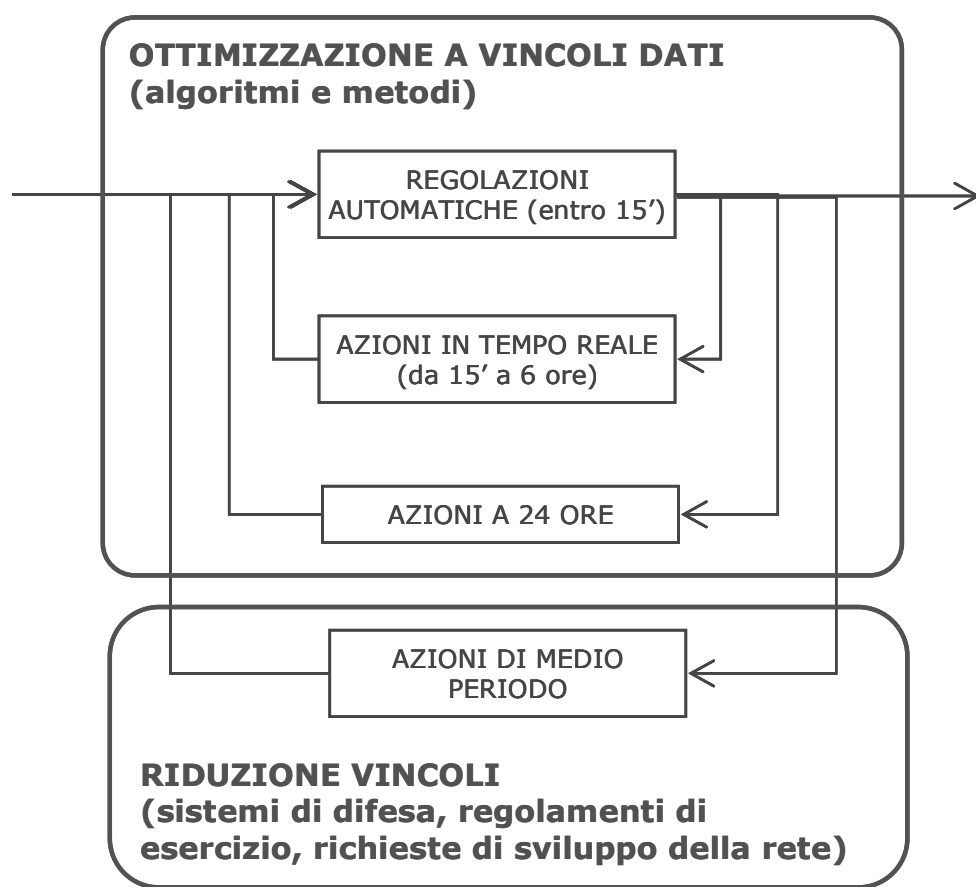 OTTIMIZZAZIONE A VINCOLI DATI
(algoritmi e metodi)
REGOLAZIONI
AUTOMATICHE (entro 15’)
AZIONI IN TEMPO REALE
(da 15’ a 6 ore)
AZIONI A 24 ORE
AZIONI DI MEDIO
PERIODO
RIDUZIONE VINCOLI
(sistemi di difesa, regolamenti di
esercizio, richieste di sviluppo della rete)